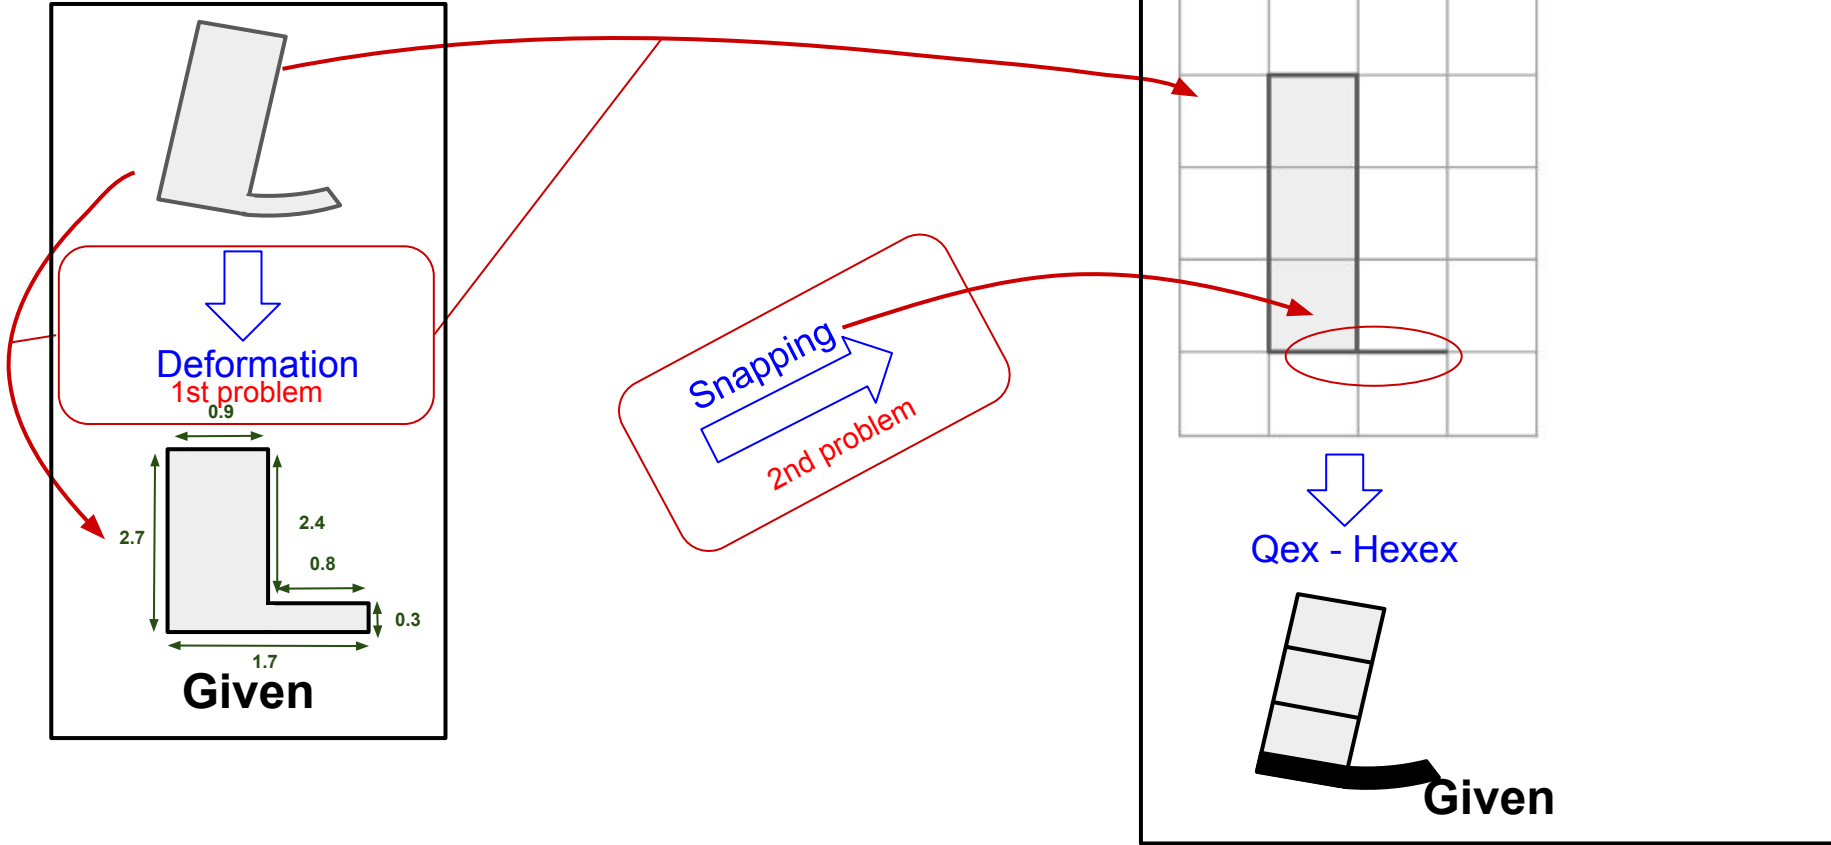 Deformation
1st problem
0.9
2.7
2.4
0.8
0.3
1.7
Given
Snapping
2nd problem
Qex - Hexex
Given